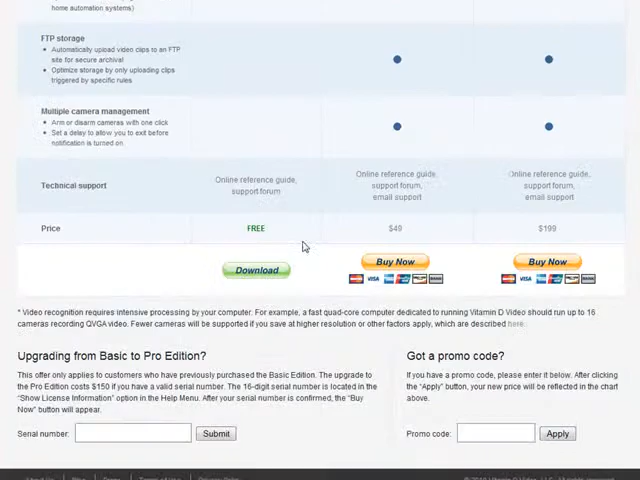 home automation systems)
FTP storage
Automatically upload video clips to an FTP
site for secure archival
Optimize storage by only uploading clips
triggered by specific rules
Multiple camera management
Arm or disarm cameras with one click
Set a delay to allow you to exit before
notification is turned on
Technical support
Online reference guide,
support forum
Online reference guide,
support forum,
email support
Online reference guide,
support forum,
email support
Price FREE $49 $199
Download Buy Now Buy Now
VISA VISA
* Video recognition requires intensive processing by your computer. For example, a fast quad-core computer dedicated to running Vitamin D Video should run up to 16
cameras recording QVGA video. Fewer cameras will be supported if you save at higher resolution or other factors apply, which are described here.
Upgrading from Basic to Pro Edition?
This offer only applies to customers who have previously purchased the Basic Edition. The upgrade to
the Pro Edition costs $150 if you have a valid serial number. The 16-digit serial number is located in the
"Show License Information" option in the Help Menu. After your serial number is confirmed, the "Buy
Now" button will appear.
Serial number: Submit
Got a promo code?
If you have a promo code, please enter it below. After clicking
the "Apply" button, your new price will be reflected in the chart
above.
Promo code: Apply